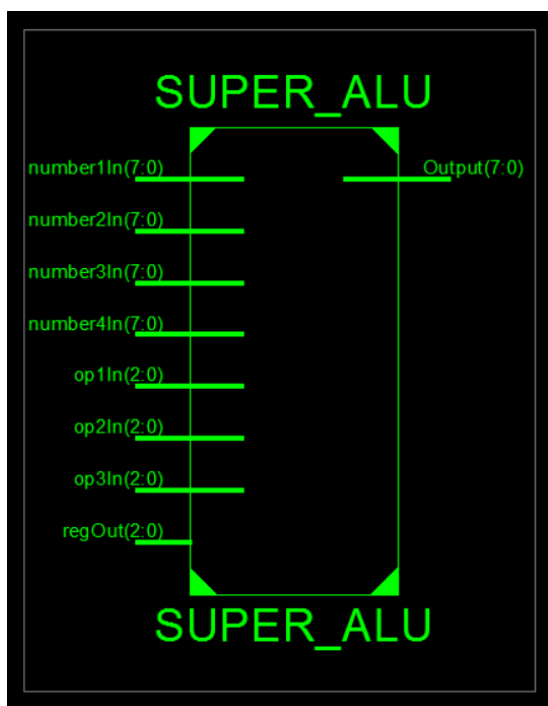 SUPER_ALU
number1In(7:0)
Output(7:0)
number2In(7:0)
number3In(7:0)
number4In(7:0)
op1In(2:0)
op2In(2:0)
op3In(2:0)
regOut(2:0)
SUPER_ALU